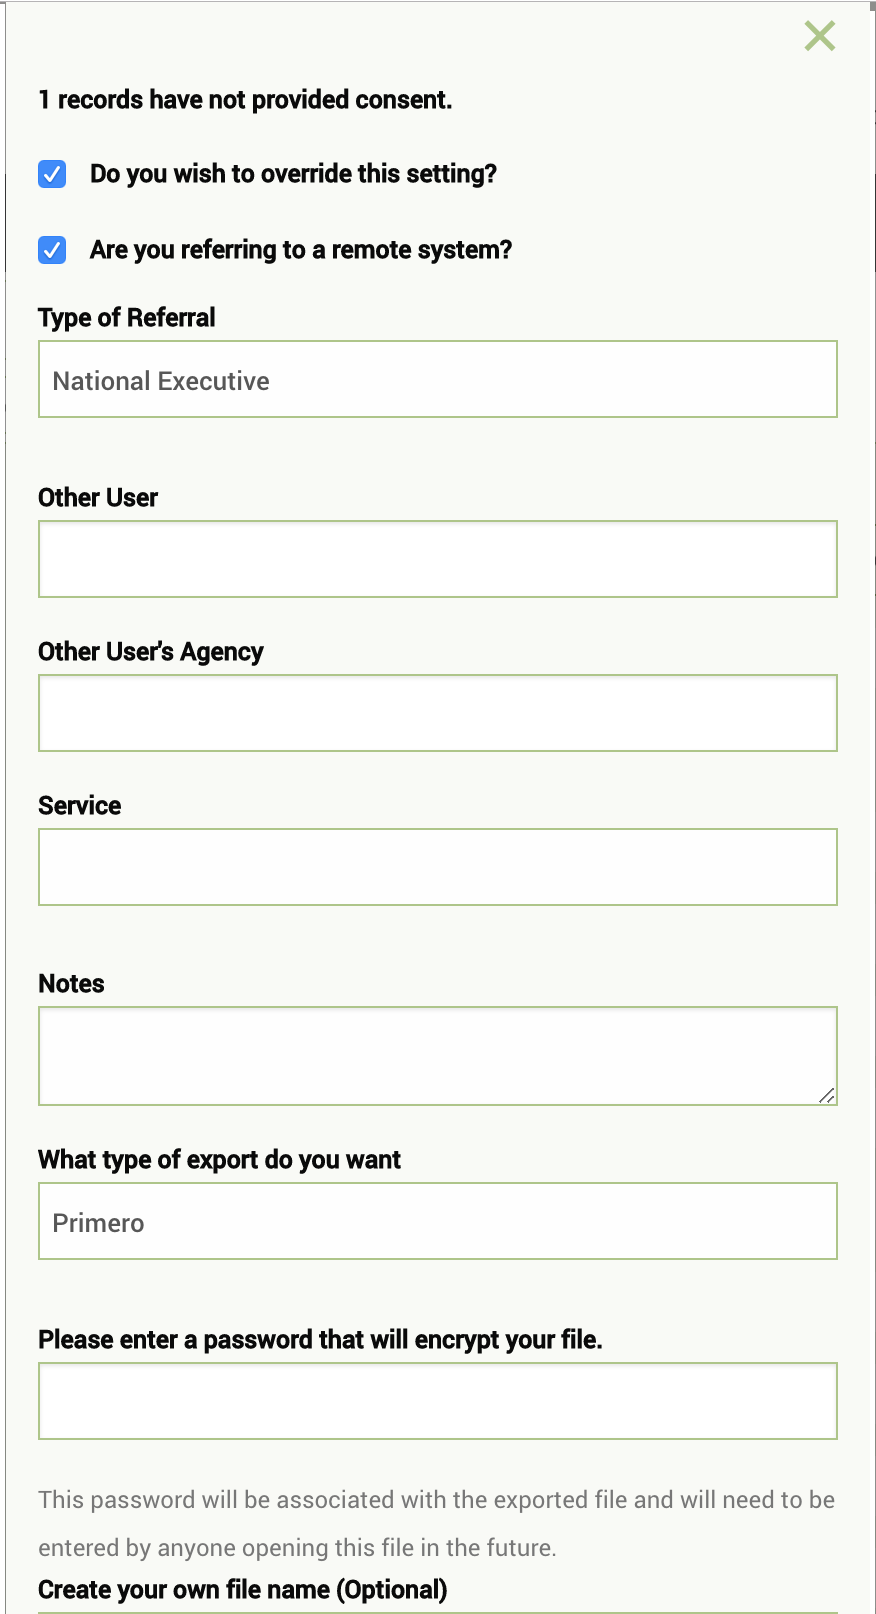 1 records have not provided consent.
Do you wish to override this setting?
Are you referring to a remote system?
Type of Referral
National Executive
Other User
Other User's Agency
Service
Notes
What type of export do you want
Primero
Please enter a password that will encrypt your file.
This password will be associated with the exported file and will need to be
entered by anyone opening this file in the future.
Create your own file name (Optional)